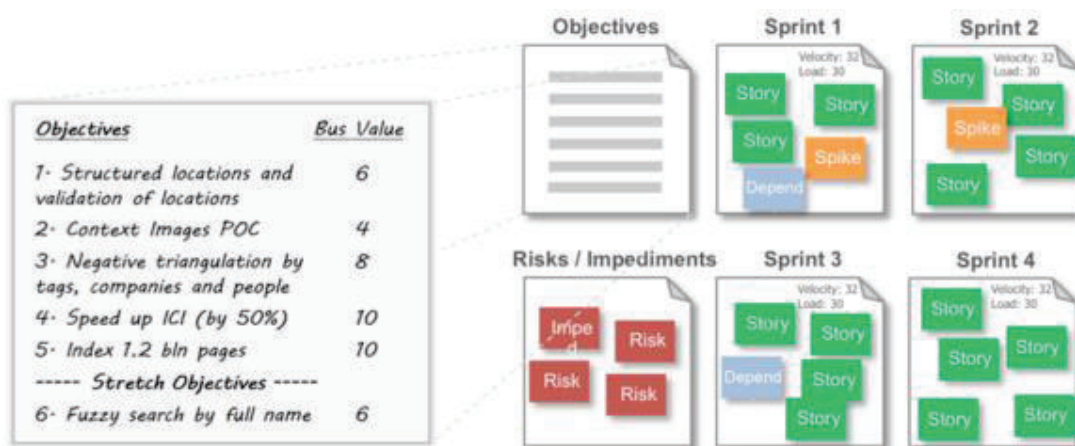 Objectives
Sprint 1
Sprint 2
Velocity: 32
Load: 30
Story
Story
Story
Spike
Depend
Velocity: 32
Load: 30
Story
Story
Spike
Story
Story
Objectives Bus Value
1. Structured locations and 6
validation of locations
2. Context Images POC 4
3. Negative triangulation by 8
tags, companies and people
4. Speed up ICI (by 50%) 10
5. Index 1.2 bln pages 10
----- Stretch Objectives -----
6. Fuzzy search by full name 6
Risks / Impediments
Sprint 3
Sprint 4
Impe
d
Risk
Risk
Risk
Velocity: 32
Load: 30
Story
Story
Depend
Story
Story
Velocity: 32
Load: 30
Story
Story
Story
Story
Story